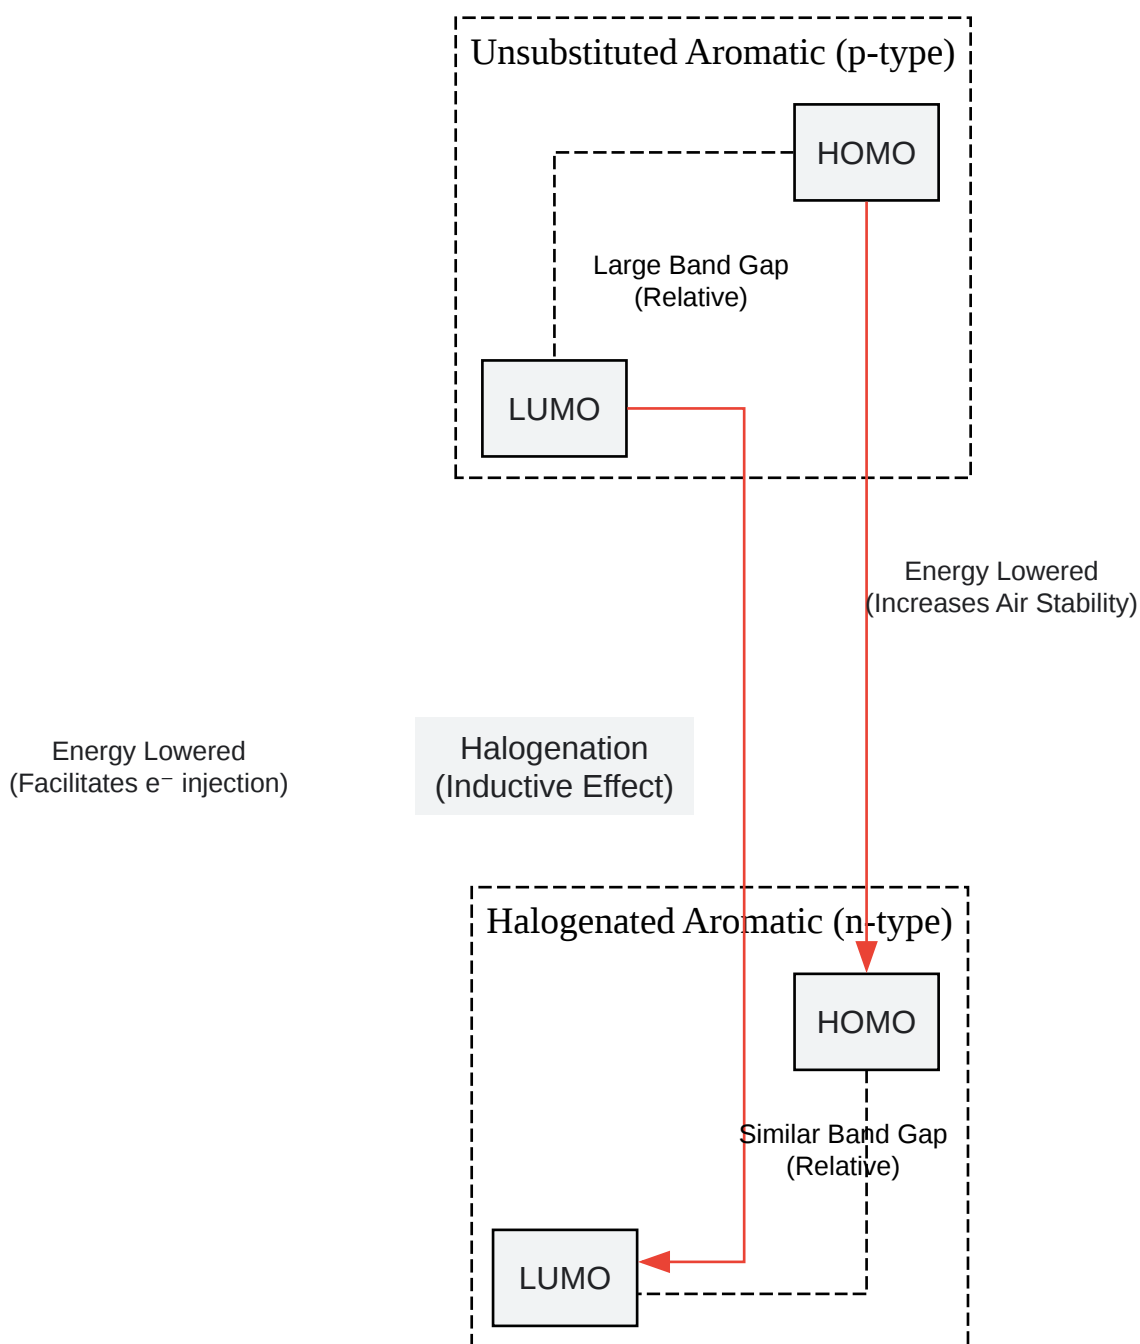 Unsubstituted Aromatic (p-type)
HOMO
Large Band Gap
(Relative)
LUMO
Energy Lowered
(Increases Air Stability)
Energy Lowered
(Facilitates e⁻ injection)
Halogenation
(Inductive Effect)
Halogenated Aromatic (n-type)
HOMO
Similar Band Gap
(Relative)
LUMO